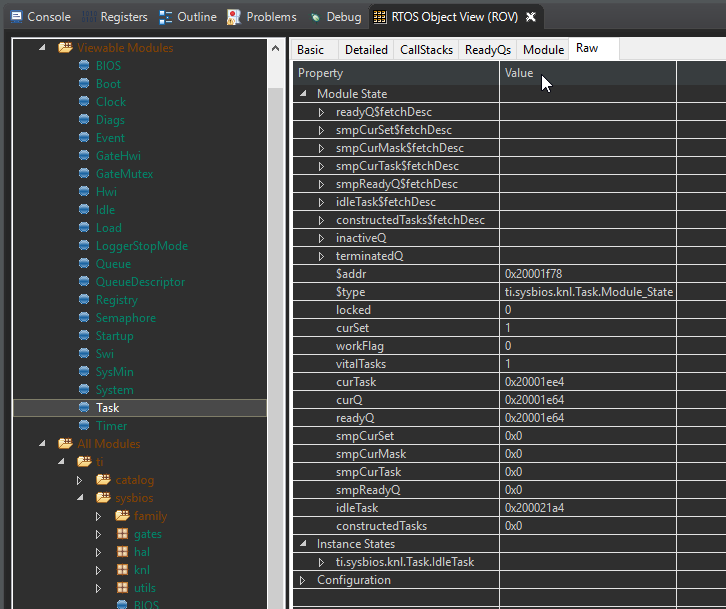 Console Registers Outline Problems Debug RTOS Object View (ROV)
Viewable Modules
BIOS
Boot
Clock
Diags
Event
GateHwi
GateMutex
Hwi
Idle
Load
LoggerStopMode
Queue
QueueDescriptor
Registry
Semaphore
Startup
Swi
SysMin
System
Task
Timer
All Modules
ti
catalog
sysbios
family
gates
hal
knl
utils
BIOS
Basic Detailed CallStacks ReadyQs Module Raw
Property Value
Module State
readyQ$fetchDesc
smpCurSet$fetchDesc
smpCurMask$fetchDesc
smpCurTask$fetchDesc
smpReadyQ$fetchDesc
idleTask$fetchDesc
constructedTasks$fetchDesc
inactiveQ
terminatedQ
$addr 0x20001f78
$type ti.sysbios.knl.Task.Module_State
locked 0
curSet 1
workFlag 0
vitalTasks 1
curTask 0x20001ee4
curQ 0x20001e64
readyQ 0x20001e64
smpCurSet 0x0
smpCurMask 0x0
smpCurTask 0x0
smpReadyQ 0x0
idleTask 0x200021a4
constructedTasks 0x0
Instance States
ti.sysbios.knl.Task.IdleTask
Configuration